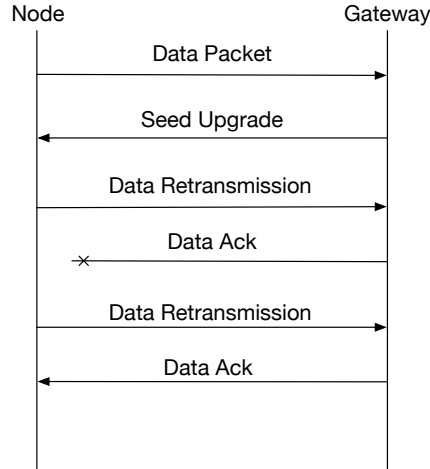 Node
Gateway
Data Packet
Seed Upgrade
Data Retransmission
Data Ack
Data Retransmission
Data Ack